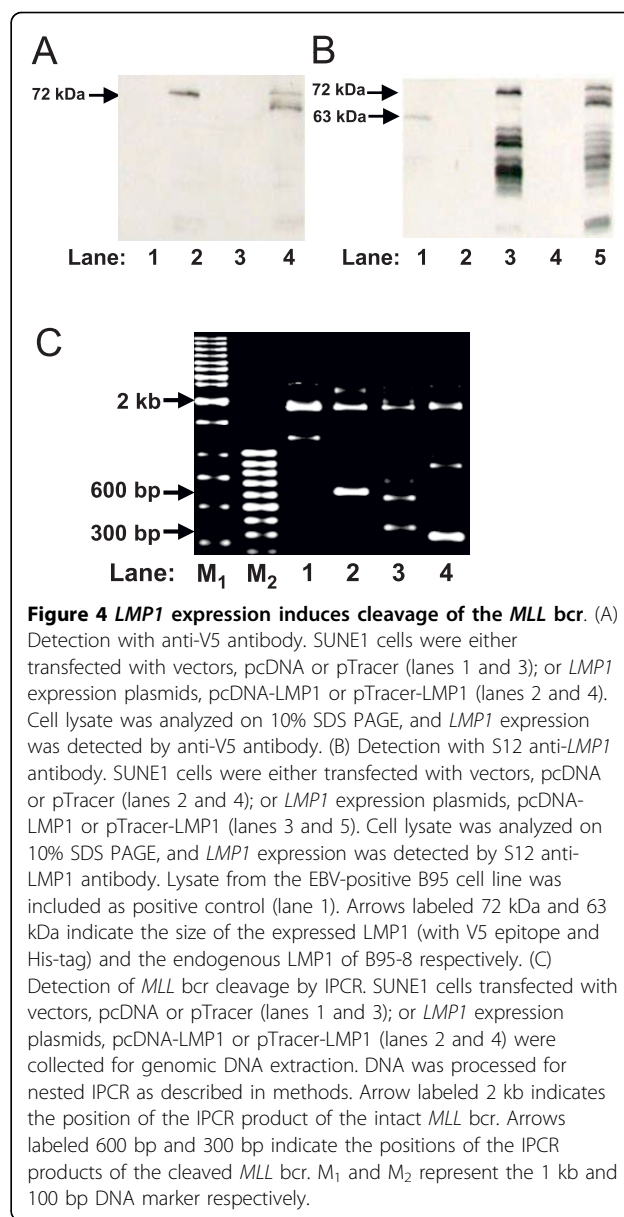 A
B
72 kDa
72 kDa
63 kDa
Lane: 1 2 3 4
Lane: 1 2 3 4 5
C
2 kb
600 bp
300 bp
Lane: M1 M2 1 2 3 4
Figure 4 LMP1 expression induces cleavage of the MLL bcr. (A)
Detection with anti-V5 antibody. SUNE1 cells were either
transfected with vectors, pcDNA or pTracer (lanes 1 and 3); or LMP1
expression plasmids, pcDNA-LMP1 or pTracer-LMP1 (lanes 2 and 4).
Cell lysate was analyzed on 10% SDS PAGE, and LMP1 expression
was detected by anti-V5 antibody. (B) Detection with S12 anti-LMP1
antibody. SUNE1 cells were either transfected with vectors, pcDNA
or pTracer (lanes 2 and 4); or LMP1 expression plasmids, pcDNA-
LMP1 or pTracer-LMP1 (lanes 3 and 5). Cell lysate was analyzed on
10% SDS PAGE, and LMP1 expression was detected by S12 anti-
LMP1 antibody. Lysate from the EBV-positive B95 cell line was
included as positive control (lane 1). Arrows labeled 72 kDa and 63
kDa indicate the size of the expressed LMP1 (with V5 epitope and
His-tag) and the endogenous LMP1 of B95-8 respectively. (C)
Detection of MLL bcr cleavage by IPCR. SUNE1 cells transfected with
vectors, pcDNA or pTracer (lanes 1 and 3); or LMP1 expression
plasmids, pcDNA-LMP1 or pTracer-LMP1 (lanes 2 and 4) were
collected for genomic DNA extraction. DNA was processed for
nested IPCR as described in methods. Arrow labeled 2 kb indicates
the position of the IPCR product of the intact MLL bcr. Arrows
labeled 600 bp and 300 bp indicate the positions of the IPCR
products of the cleaved MLL bcr. M1 and M2 represent the 1 kb and
100 bp DNA marker respectively.